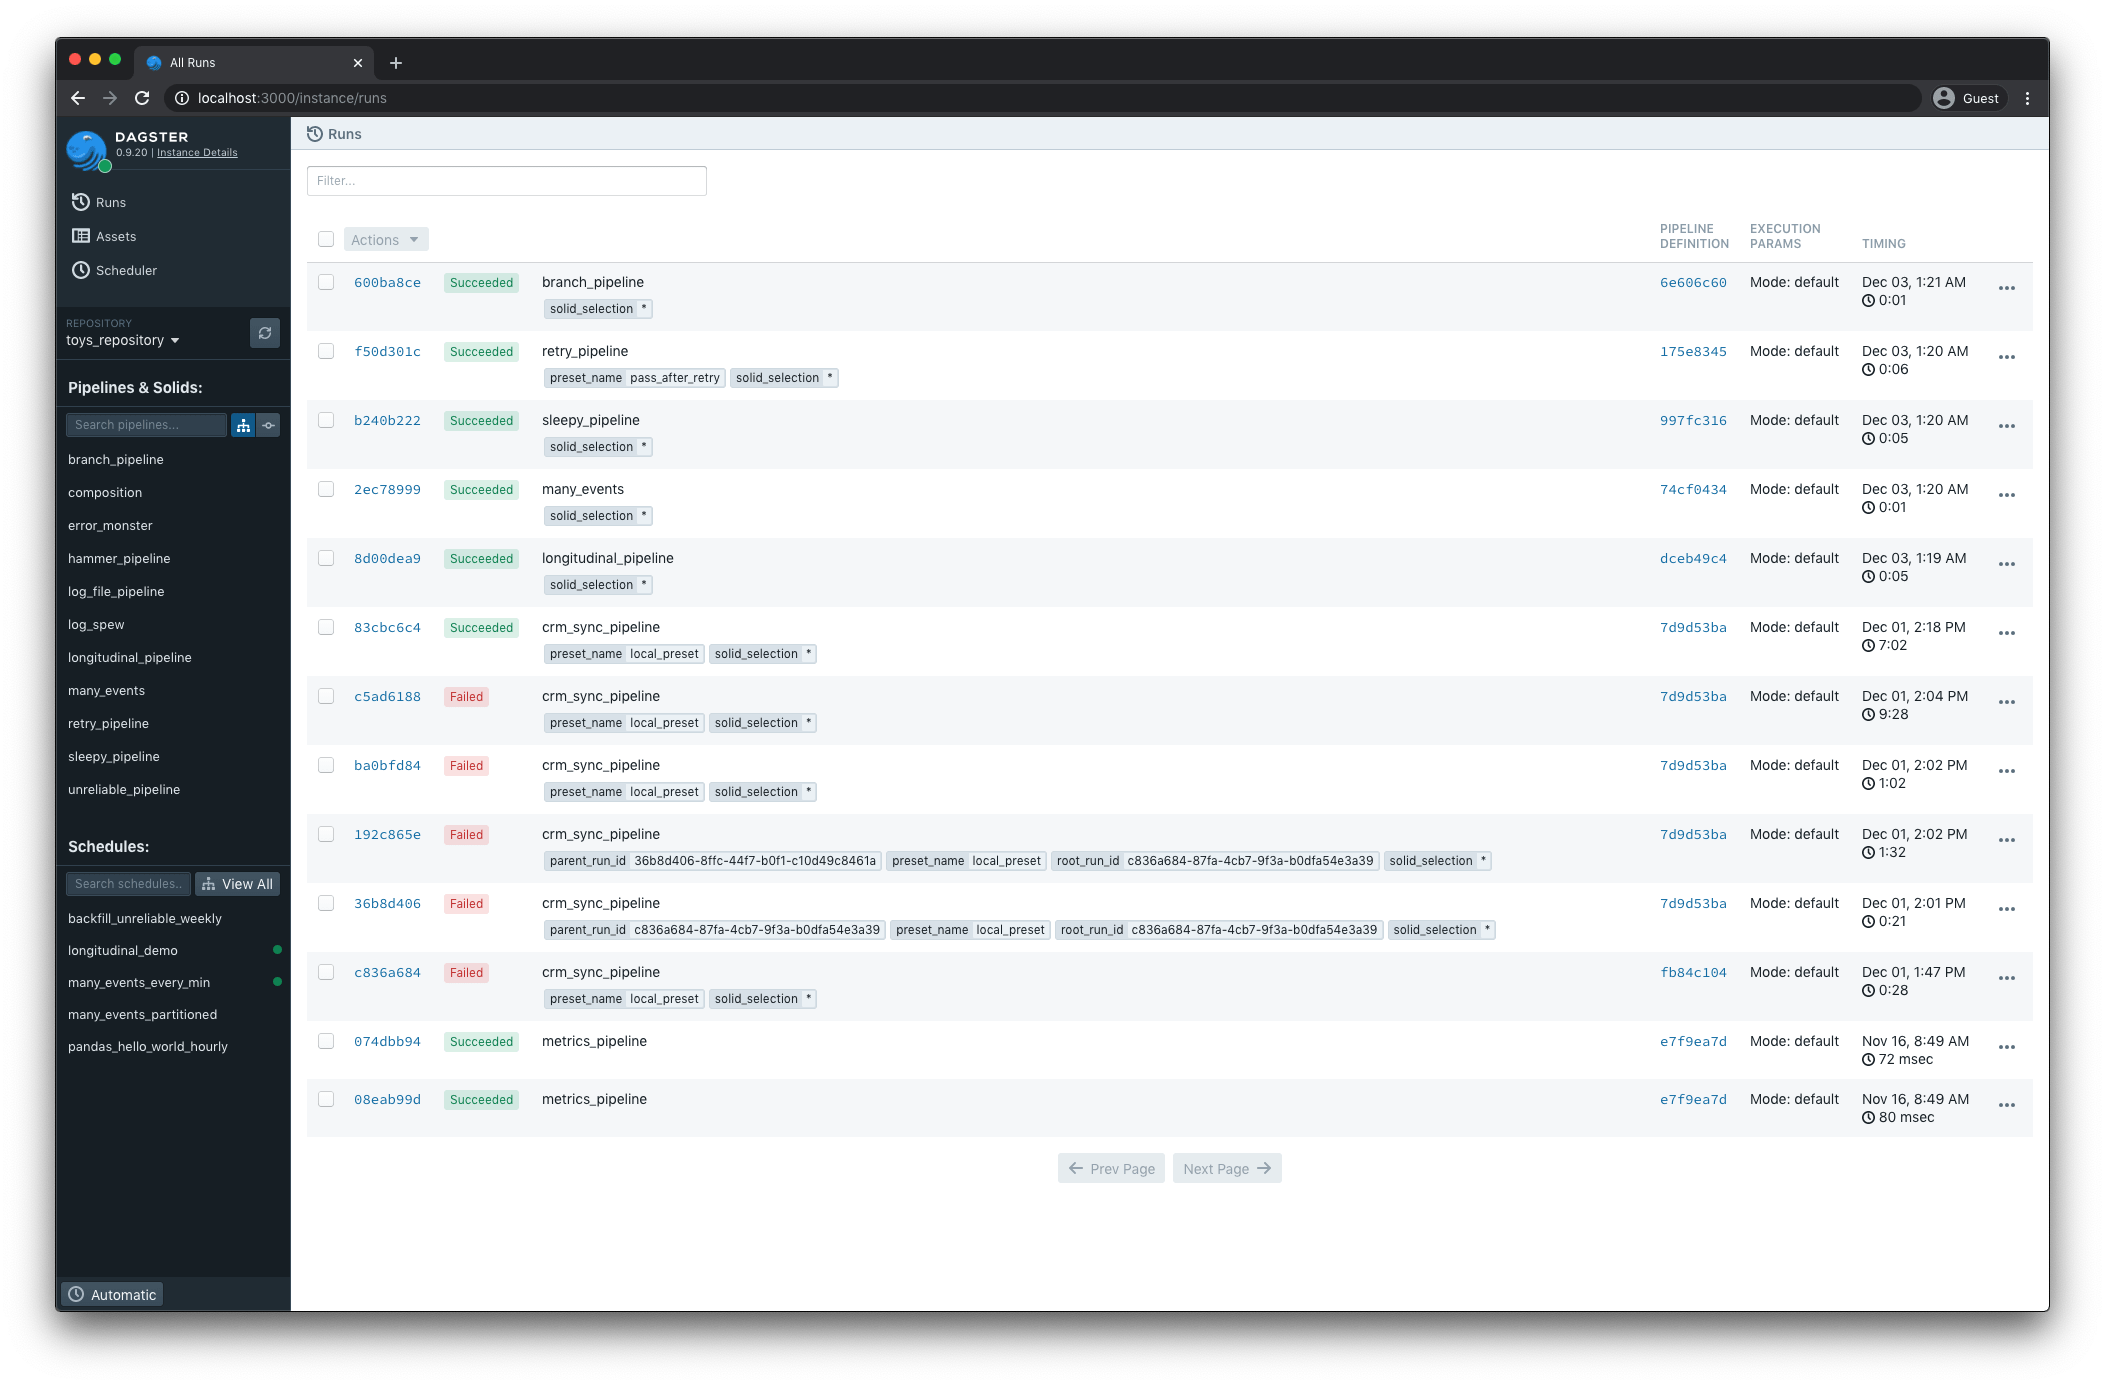 All Runs
localhost:3000/instance/runs
Guest
DAGSTER
0.9.20 | Instance Details
Runs
Assets
Scheduler
REPOSITORY
toys_repository
Pipelines & Solids:
Search pipelines...
branch_pipeline
composition
error_monster
hammer_pipeline
log_file_pipeline
log_spew
longitudinal_pipeline
many_events
retry_pipeline
sleepy_pipeline
unreliable_pipeline
Schedules:
Search schedules..
View All
backfill_unreliable_weekly
longitudinal_demo
many_events_every_min
many_events_partitioned
pandas_hello_world_hourly
Automatic
Runs
Filter...
Actions
PIPELINE DEFINITION
EXECUTION PARAMS
TIMING
600ba8ce Succeeded branch_pipeline 6e606c60 Mode: default Dec 03, 1:21 AM
solid_selection * 0:01
f50d301c Succeeded retry_pipeline 175e8345 Mode: default Dec 03, 1:20 AM
preset_name pass_after_retry solid_selection * 0:06
b240b222 Succeeded sleepy_pipeline 997fc316 Mode: default Dec 03, 1:20 AM
solid_selection * 0:05
2ec78999 Succeeded many_events 74cf0434 Mode: default Dec 03, 1:20 AM
solid_selection * 0:01
8d00dea9 Succeeded longitudinal_pipeline dceb49c4 Mode: default Dec 03, 1:19 AM
solid_selection * 0:05
83cbc6c4 Succeeded crm_sync_pipeline 7d9d53ba Mode: default Dec 01, 2:18 PM
preset_name local_preset solid_selection * 7:02
c5ad6188 Failed crm_sync_pipeline 7d9d53ba Mode: default Dec 01, 2:04 PM
preset_name local_preset solid_selection * 9:28
ba0bfd84 Failed crm_sync_pipeline 7d9d53ba Mode: default Dec 01, 2:02 PM
preset_name local_preset solid_selection * 1:02
192c865e Failed crm_sync_pipeline 7d9d53ba Mode: default Dec 01, 2:02 PM
parent_run_id 36b8d406-8ffc-44f7-b0f1-c10d49c8461a preset_name local_preset root_run_id c836a684-87fa-4cb7-9f3a-b0dfa54e3a39 solid_selection * 1:32
36b8d406 Failed crm_sync_pipeline 7d9d53ba Mode: default Dec 01, 2:01 PM
parent_run_id c836a684-87fa-4cb7-9f3a-b0dfa54e3a39 preset_name local_preset root_run_id c836a684-87fa-4cb7-9f3a-b0dfa54e3a39 solid_selection * 0:21
c836a684 Failed crm_sync_pipeline fb84c104 Mode: default Dec 01, 1:47 PM
preset_name local_preset solid_selection * 0:28
074dbb94 Succeeded metrics_pipeline e7f9ea7d Mode: default Nov 16, 8:49 AM
72 msec
08eab99d Succeeded metrics_pipeline e7f9ea7d Mode: default Nov 16, 8:49 AM
80 msec
Prev Page
Next Page